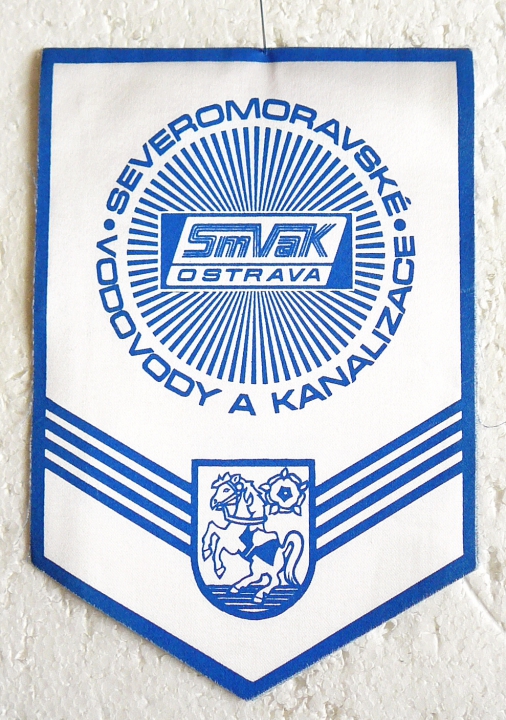 SEVEROMORAVSKÉ
SmVaK
OSTRAVA
VODOVODY A KANALIZACE